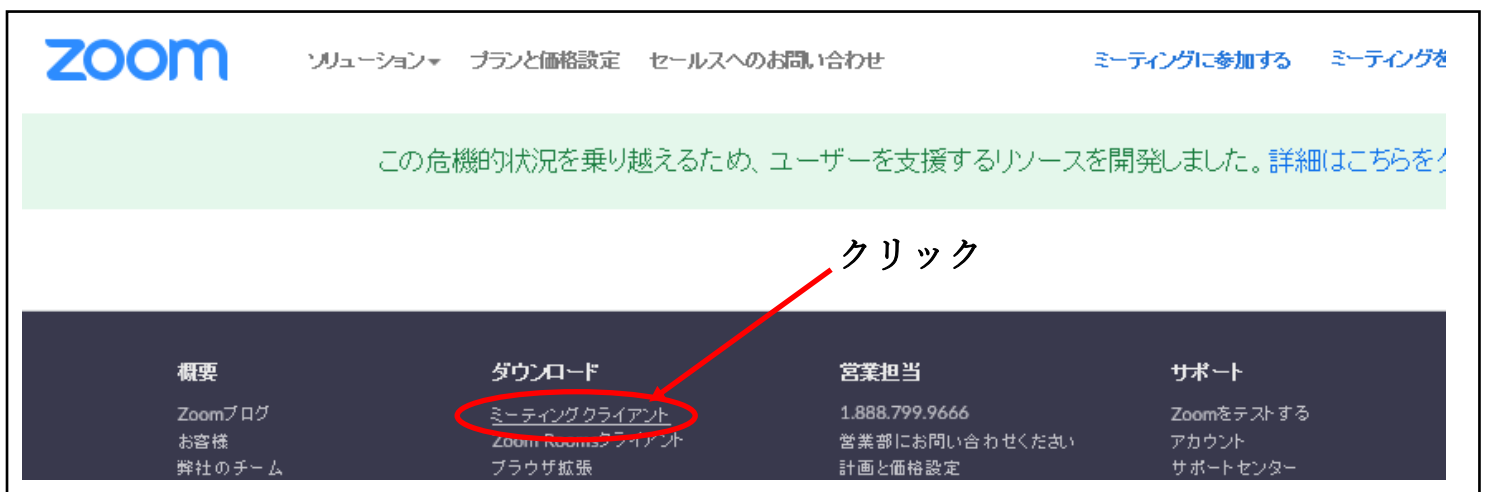 zoom ソリューション▾ プランと価格設定 セールスへのお問い合わせ ミーティングに参加する ミーティングを
この危機的状況を乗り越えるため、ユーザーを支援するリソースを開発しました。詳細はこちらを
クリック
概要 ダウンロード 営業担当 サポート
Zoomブログ ミーティングクライアント 1.888.799.9666 Zoomをテストする
お客様 Zoom Roomsクライアント 営業部にお問い合わせください アカウント
弊社のチーム ブラウザ拡張 計画と価格設定 サポートセンター